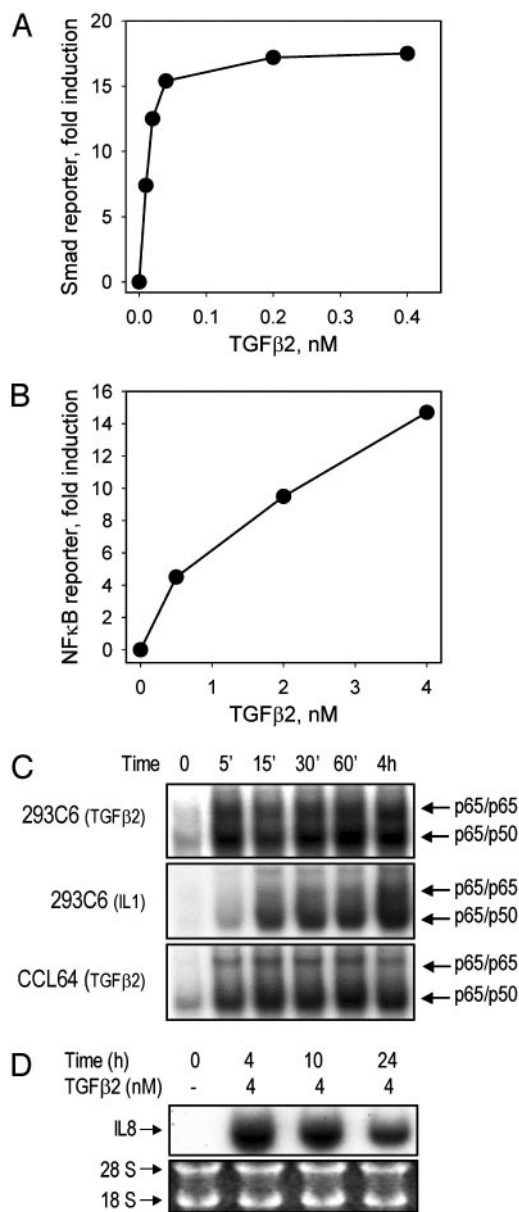 A
Smad reporter, fold induction
20
15
10
5
0
0.0 0.1 0.2 0.3 0.4
TGFβ2, nM
B
NFκB reporter, fold induction
16
14
12
10
8
6
4
2
0
0 1 2 3 4
TGFβ2, nM
C
Time 0 5' 15' 30' 60' 4h
293C6 (TGFβ2)
p65/p65
p65/p50
293C6 (IL1)
p65/p65
p65/p50
CCL64 (TGFβ2)
p65/p65
p65/p50
D
Time (h) 0 4 10 24
TGFβ2 (nM) - 4 4 4
IL8
28 S
18 S